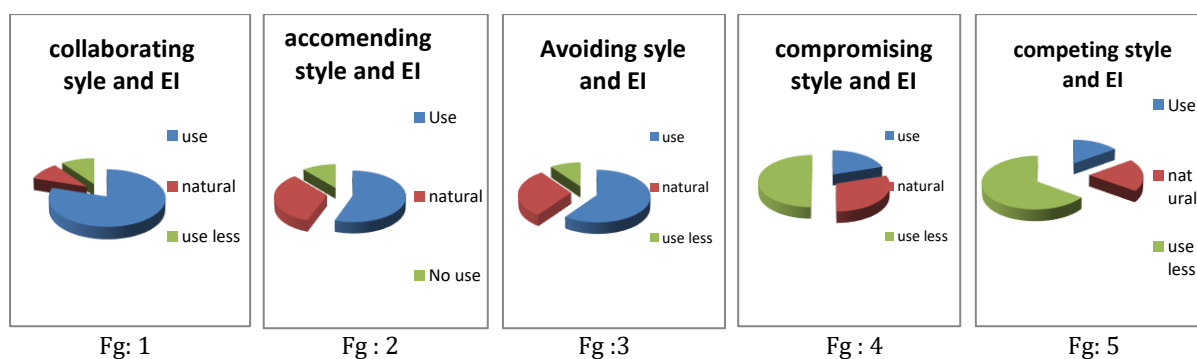 collaborating
syle and EI
use
natural
use less
Fg: 1
accomending
style and EI
Use
natural
No use
Fg : 2
Avoiding syle
and EI
use
natural
use less
Fg :3
compromising
style and EI
use
natural
use less
Fg : 4
competing style
and EI
Use
nat
ural
use
less
Fg: 5